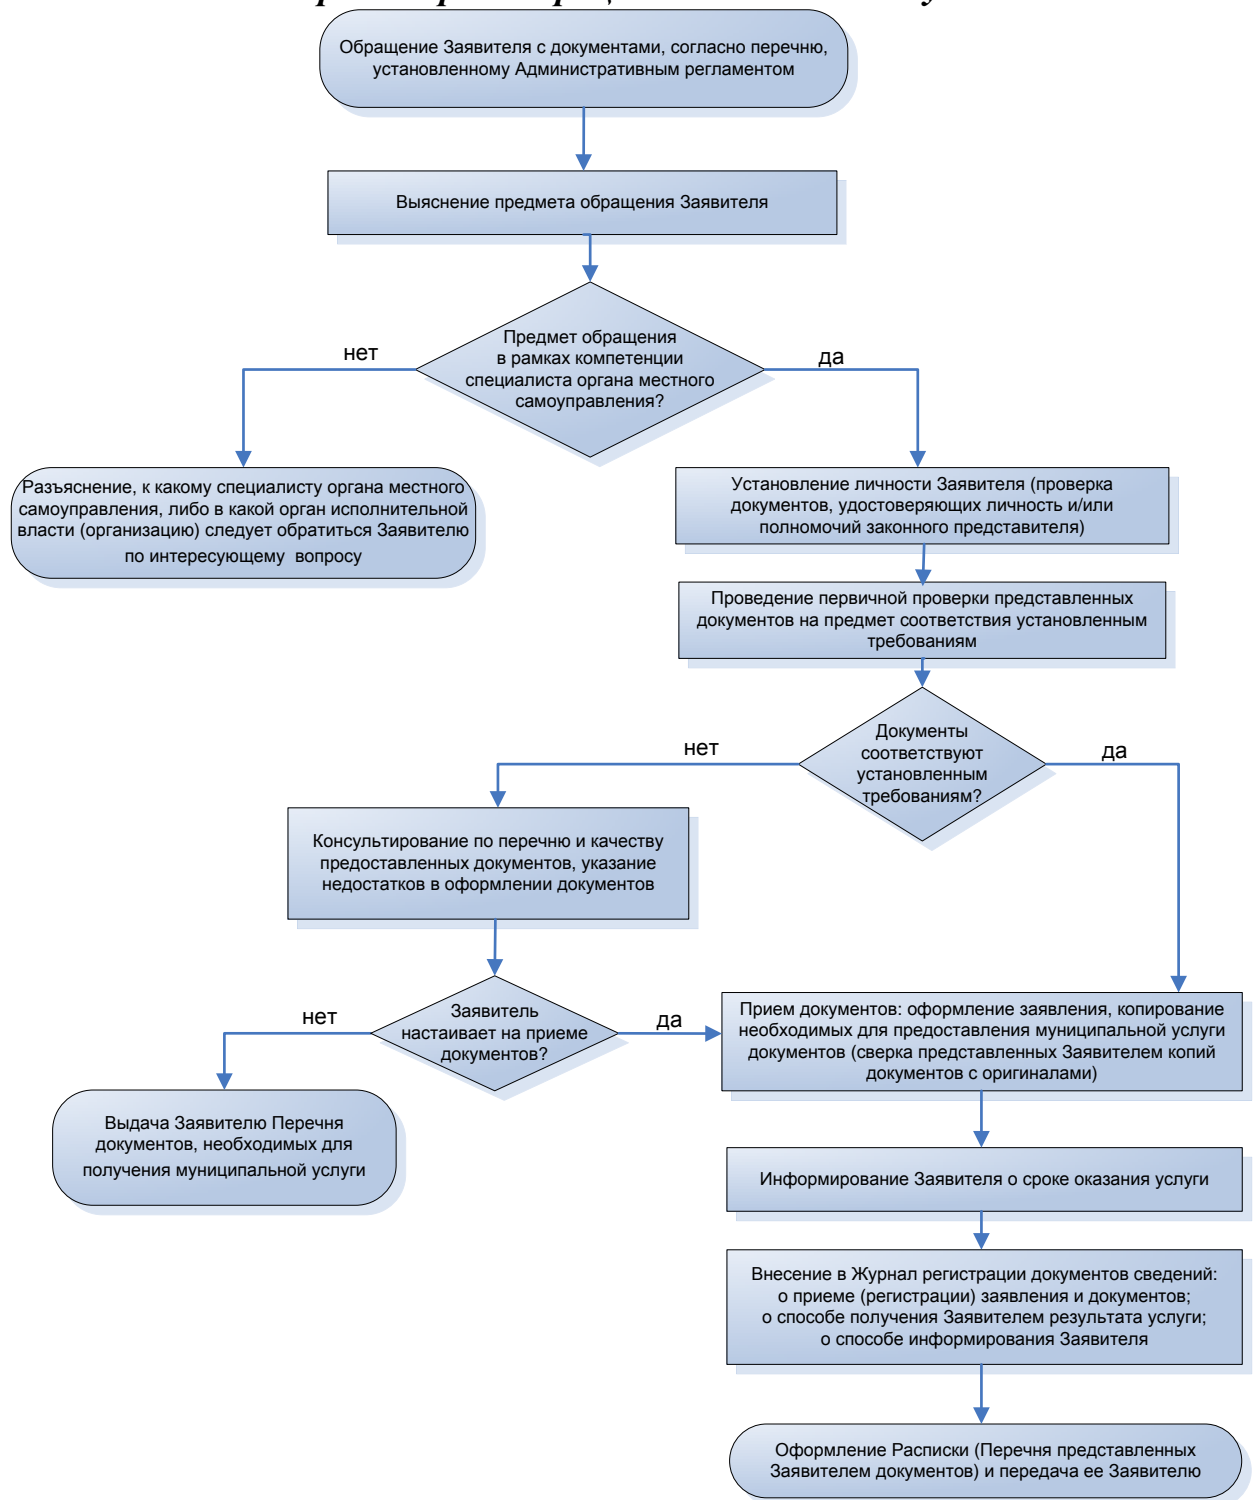 Обращение Заявителя с документами, согласно перечню,
установленному Административным регламентом
Выяснение предмета обращения Заявителя
Предмет обращения
в рамках компетенции
специалиста органа местного
самоуправления?
нет
да
Разъяснение, к какому специалисту органа местного
самоуправления, либо в какой орган исполнительной
власти (организацию) следует обратиться Заявителю
по интересующему вопросу
Установление личности Заявителя (проверка
документов, удостоверяющих личность и/или
полномочий законного представителя)
Проведение первичной проверки представленных
документов на предмет соответствия установленным
требованиям
Документы
соответствуют
установленным
требованиям?
нет
да
Консультирование по перечню и качеству
предоставленных документов, указание
недостатков в оформлении документов
Заявитель
настаивает на приеме
документов?
нет
да
Прием документов: оформление заявления, копирование
необходимых для предоставления муниципальной услуги
документов (сверка представленных Заявителем копий
документов с оригиналами)
Выдача Заявителю Перечня
документов, необходимых для
получения муниципальной услуги
Информирование Заявителя о сроке оказания услуги
Внесение в Журнал регистрации документов сведений:
о приеме (регистрации) заявления и документов;
о способе получения Заявителем результата услуги;
о способе информирования Заявителя
Оформление Расписки (Перечня представленных
Заявителем документов) и передача ее Заявителю